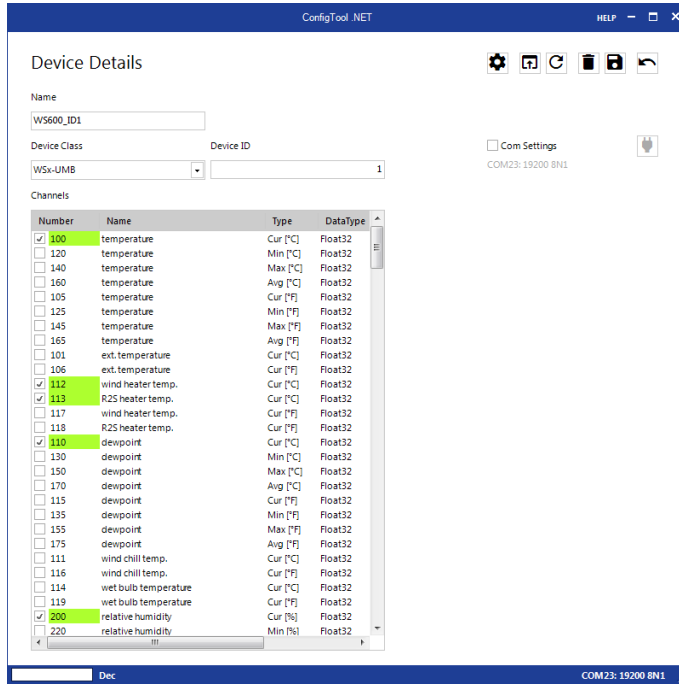 ConfigTool .NET HELP
Device Details
Name
WS600_ID1
Device Class Device ID
WSx-UMB 1
Com Settings
COM23: 19200 8N1
Channels
Number Name Type DataType
100 temperature Cur [°C] Float32
120 temperature Min [°C] Float32
140 temperature Max [°C] Float32
160 temperature Avg [°C] Float32
105 temperature Cur [°F] Float32
125 temperature Min [°F] Float32
145 temperature Max [°F] Float32
165 temperature Avg [°F] Float32
101 ext. temperature Cur [°C] Float32
106 ext. temperature Cur [°F] Float32
112 wind heater temp. Cur [°C] Float32
113 R2S heater temp. Cur [°C] Float32
117 wind heater temp. Cur [°F] Float32
118 R2S heater temp. Cur [°F] Float32
110 dewpoint Cur [°C] Float32
130 dewpoint Min [°C] Float32
150 dewpoint Max [°C] Float32
170 dewpoint Avg [°C] Float32
115 dewpoint Cur [°F] Float32
135 dewpoint Min [°F] Float32
155 dewpoint Max [°F] Float32
175 dewpoint Avg [°F] Float32
111 wind chill temp. Cur [°C] Float32
116 wind chill temp. Cur [°F] Float32
114 wet bulb temperature Cur [°C] Float32
119 wet bulb temperature Cur [°F] Float32
200 relative humidity Cur [%] Float32
220 relative humidity Min [%] Float32
Dec COM23: 19200 8N1